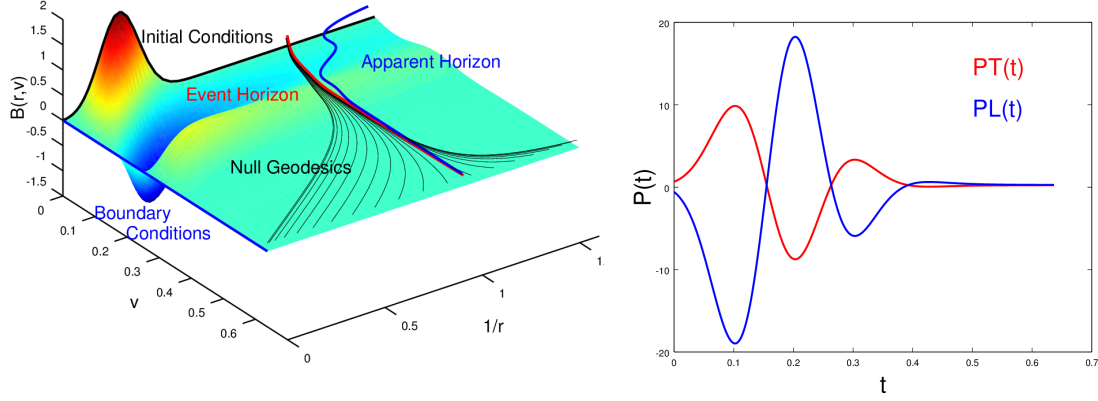 2
1.5
1
0.5
0
-0.5
-1
-1.5
B(r,v)
Initial Conditions
Apparent Horizon
Event Horizon
Null Geodesics
Boundary
Conditions
0
0.1
0.2
0.3
0.4
0.5
0.6
v
0
0.5
1
1.
1/r
20
10
0
-10
-20
P(t)
PT(t)
PL(t)
0
0.1
0.2
0.3
0.4
0.5
0.6
0.7
t